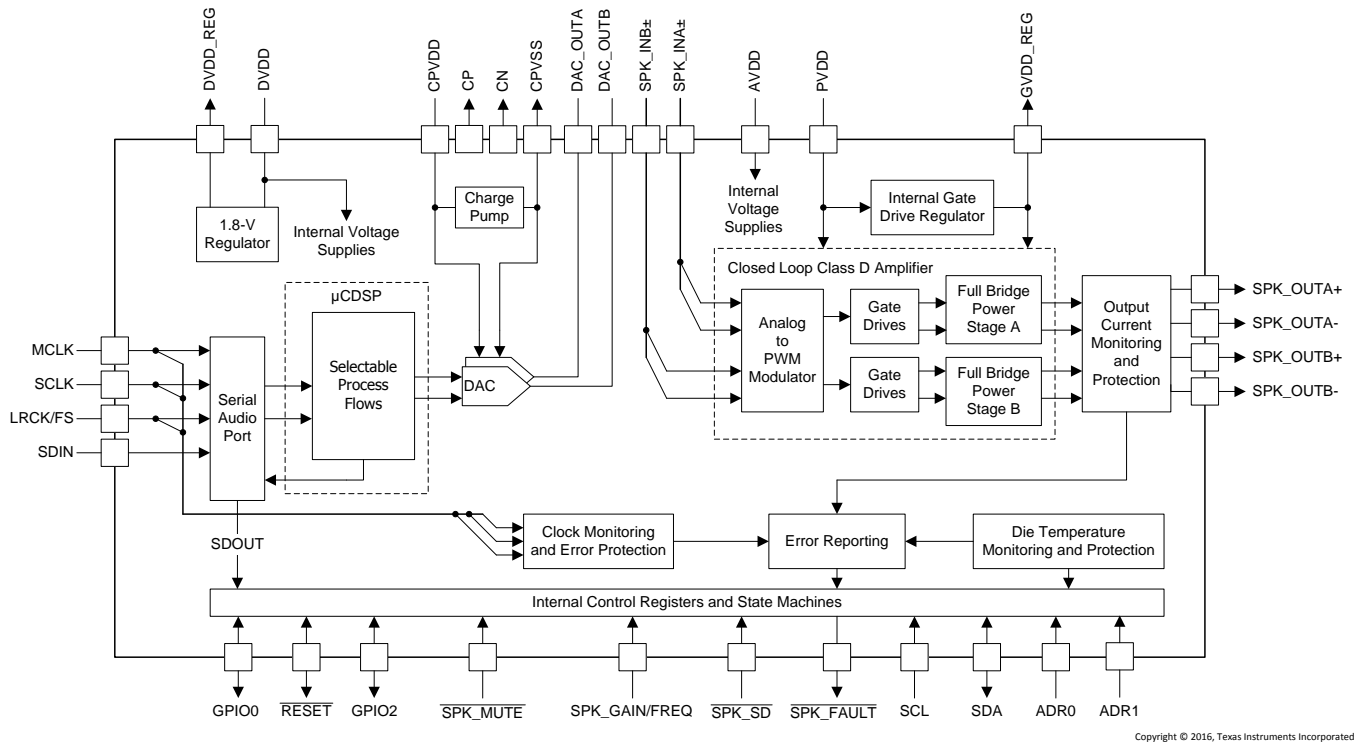 DVDD_REG
DVDD
CPVDD
CP
CN
CPVSS
DAC_OUTA
DAC_OUTB
SPK_INB±
SPK_INA±
AVDD
PVDD
GVDD_REG
1.8-V
Regulator
Internal Voltage
Supplies
Charge
Pump
Internal
Voltage
Supplies
Internal Gate
Drive Regulator
µCDSP
Selectable
Process
Flows
DAC
Closed Loop Class D Amplifier
Analog
to
PWM
Modulator
Gate
Drives
Full Bridge
Power
Stage A
Gate
Drives
Full Bridge
Power
Stage B
Output
Current
Monitoring
and
Protection
SPK_OUTA+
SPK_OUTA-
SPK_OUTB+
SPK_OUTB-
MCLK
SCLK
LRCK/FS
SDIN
Serial
Audio
Port
SDOUT
Clock Monitoring
and Error Protection
Error Reporting
Die Temperature
Monitoring and Protection
Internal Control Registers and State Machines
GPIO0
RESET
GPIO2
SPK_MUTE
SPK_GAIN/FREQ
SPK_SD
SPK_FAULT
SCL
SDA
ADR0
ADR1
Copyright © 2016, Texas Instruments Incorporated